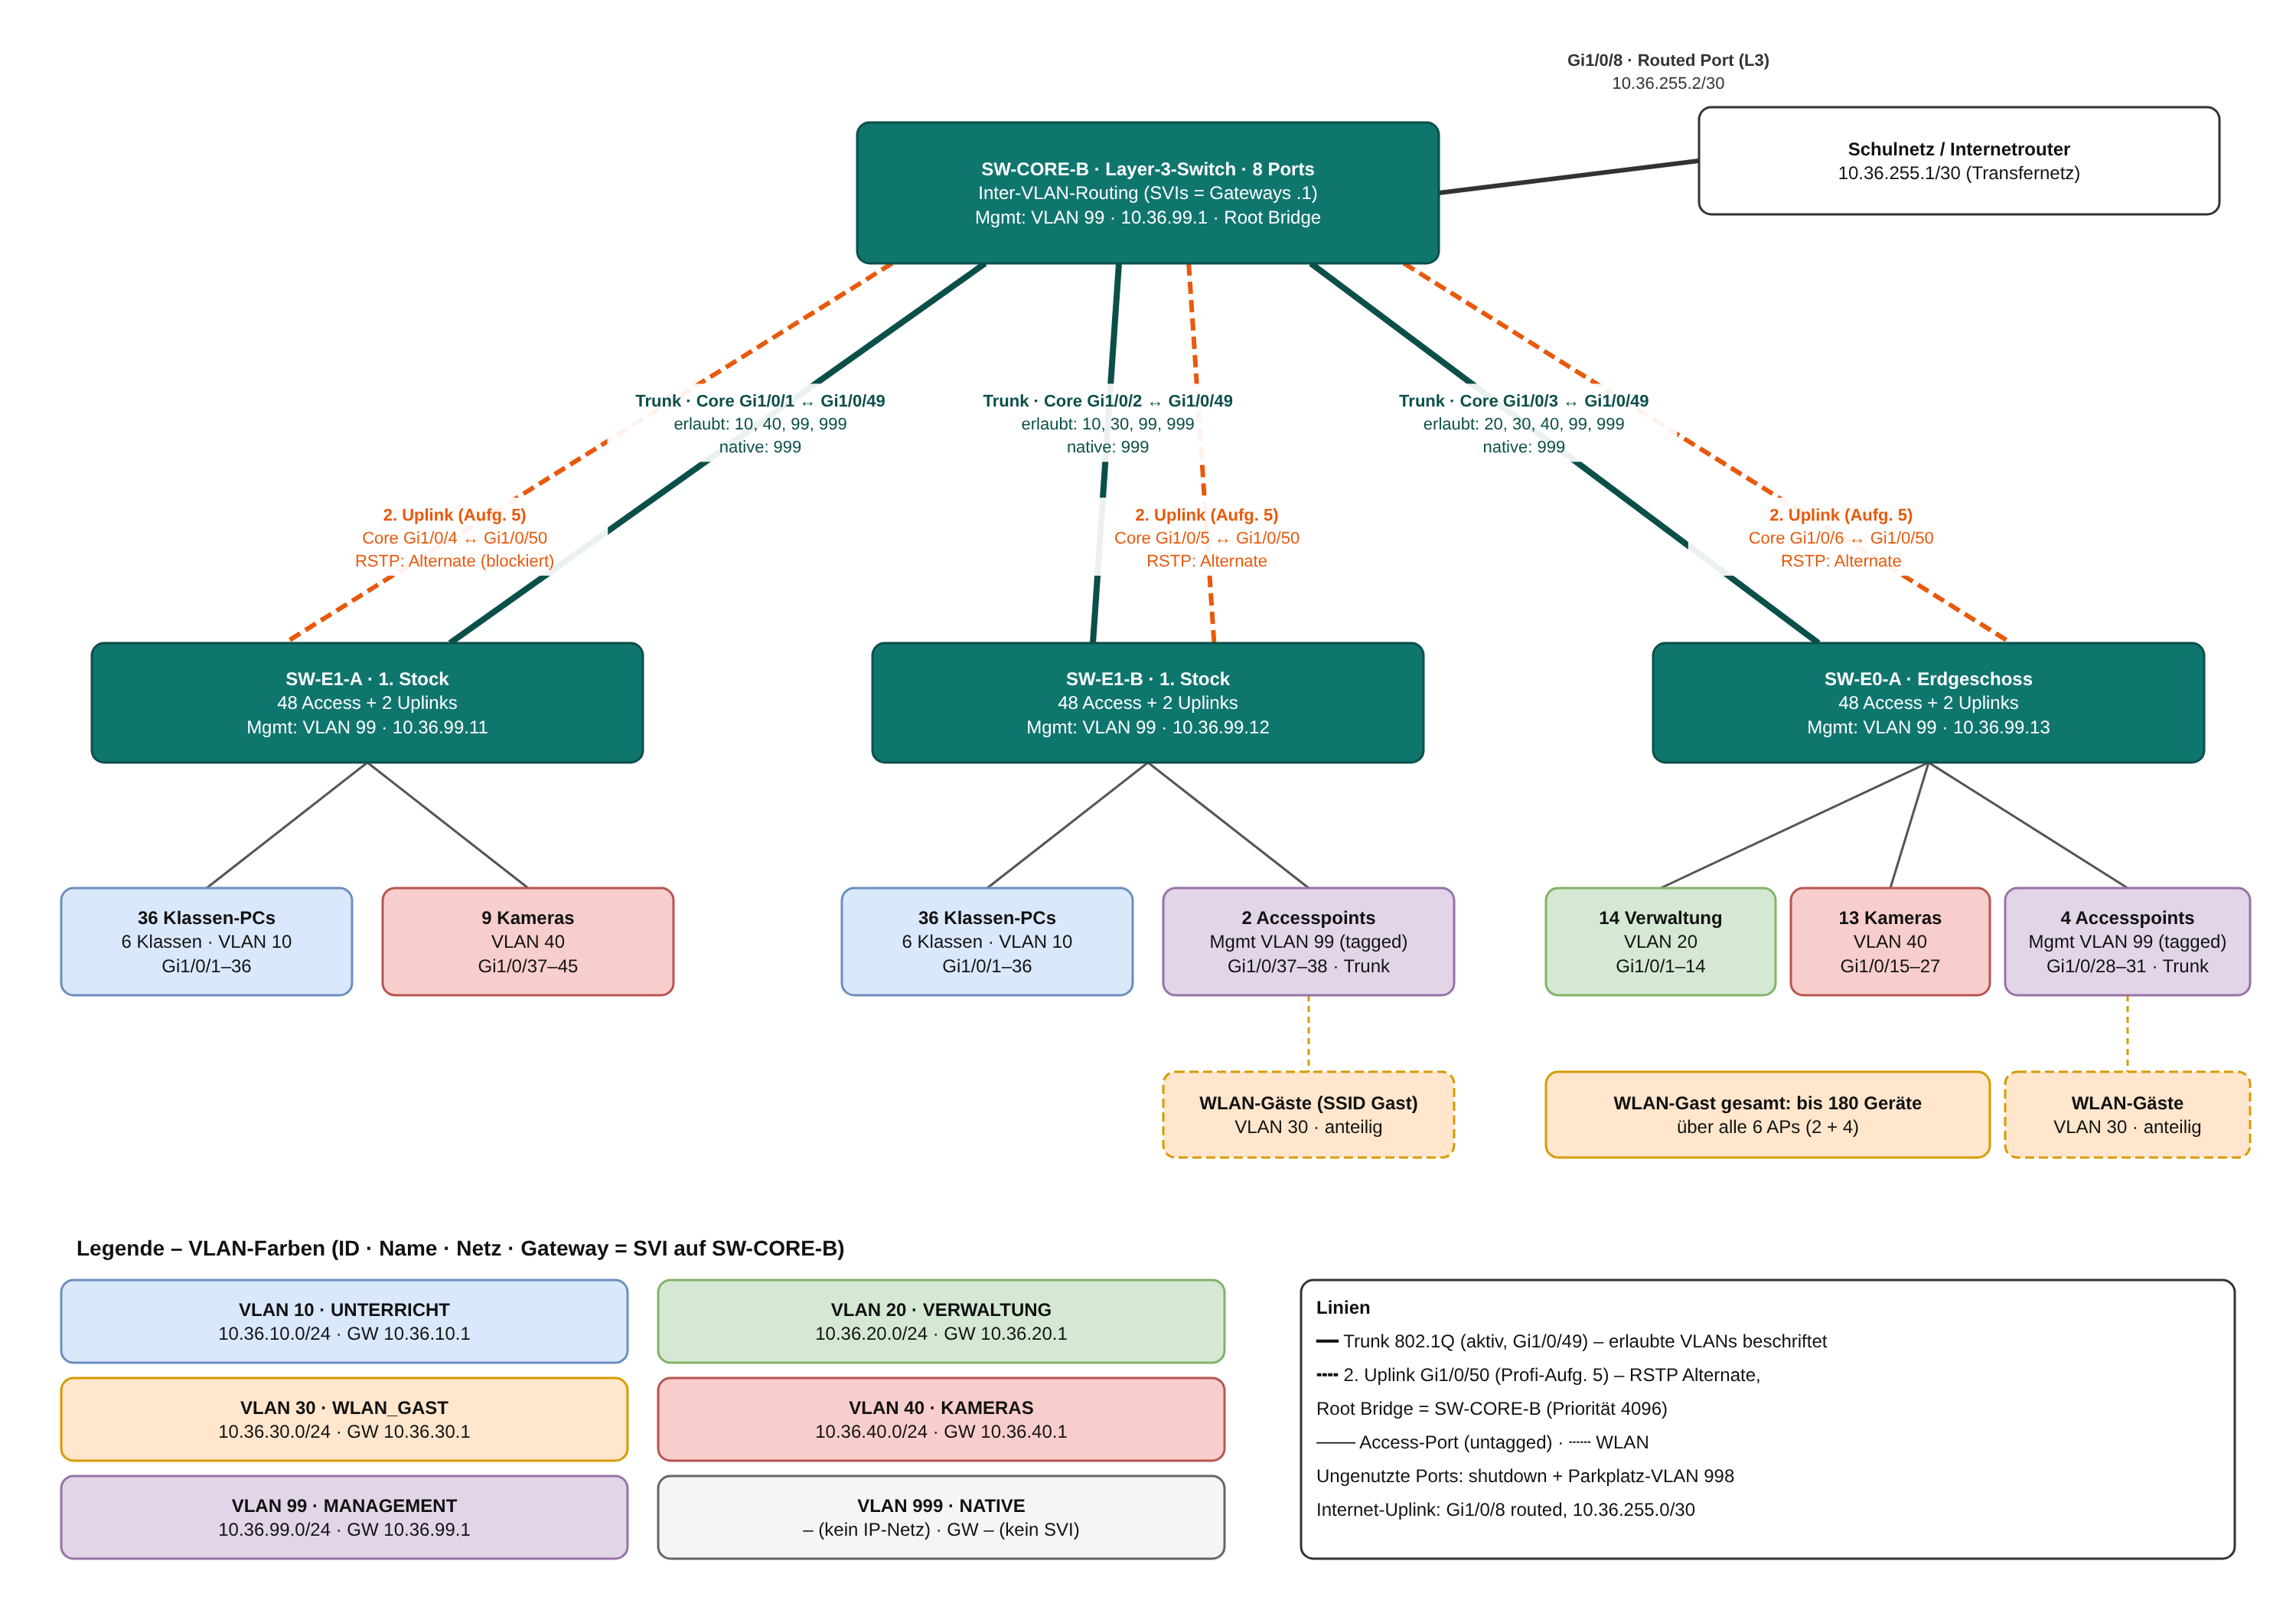 Gi1/0/8 · Routed Port (L3)
10.36.255.2/30
Schulnetz / Internetrouter
10.36.255.1/30 (Transfernetz)
SW-CORE-B · Layer-3-Switch · 8 Ports
Inter-VLAN-Routing (SVIs = Gateways .1)
Mgmt: VLAN 99 · 10.36.99.1 · Root Bridge
Trunk · Core Gi1/0/1 ↔ Gi1/0/49
erlaubt: 10, 40, 99, 999
native: 999
Trunk · Core Gi1/0/2 ↔ Gi1/0/49
erlaubt: 10, 30, 99, 999
native: 999
Trunk · Core Gi1/0/3 ↔ Gi1/0/49
erlaubt: 20, 30, 40, 99, 999
native: 999
2. Uplink (Aufg. 5)
Core Gi1/0/4 ↔ Gi1/0/50
RSTP: Alternate (blockiert)
2. Uplink (Aufg. 5)
Core Gi1/0/5 ↔ Gi1/0/50
RSTP: Alternate
2. Uplink (Aufg. 5)
Core Gi1/0/6 ↔ Gi1/0/50
RSTP: Alternate
SW-E1-A · 1. Stock
48 Access + 2 Uplinks
Mgmt: VLAN 99 · 10.36.99.11
SW-E1-B · 1. Stock
48 Access + 2 Uplinks
Mgmt: VLAN 99 · 10.36.99.12
SW-E0-A · Erdgeschoss
48 Access + 2 Uplinks
Mgmt: VLAN 99 · 10.36.99.13
36 Klassen-PCs
6 Klassen · VLAN 10
Gi1/0/1–36
9 Kameras
VLAN 40
Gi1/0/37–45
36 Klassen-PCs
6 Klassen · VLAN 10
Gi1/0/1–36
2 Accesspoints
Mgmt VLAN 99 (tagged)
Gi1/0/37–38 · Trunk
14 Verwaltung
VLAN 20
Gi1/0/1–14
13 Kameras
VLAN 40
Gi1/0/15–27
4 Accesspoints
Mgmt VLAN 99 (tagged)
Gi1/0/28–31 · Trunk
WLAN-Gäste (SSID Gast)
VLAN 30 · anteilig
WLAN-Gast gesamt: bis 180 Geräte
über alle 6 APs (2 + 4)
WLAN-Gäste
VLAN 30 · anteilig
Legende – VLAN-Farben (ID · Name · Netz · Gateway = SVI auf SW-CORE-B)
VLAN 10 · UNTERRICHT
10.36.10.0/24 · GW 10.36.10.1
VLAN 20 · VERWALTUNG
10.36.20.0/24 · GW 10.36.20.1
VLAN 30 · WLAN_GAST
10.36.30.0/24 · GW 10.36.30.1
VLAN 40 · KAMERAS
10.36.40.0/24 · GW 10.36.40.1
VLAN 99 · MANAGEMENT
10.36.99.0/24 · GW 10.36.99.1
VLAN 999 · NATIVE
– (kein IP-Netz) · GW – (kein SVI)
Linien
━━ Trunk 802.1Q (aktiv, Gi1/0/49) – erlaubte VLANs beschriftet
┅┅ 2. Uplink Gi1/0/50 (Profi-Aufg. 5) – RSTP Alternate,
Root Bridge = SW-CORE-B (Priorität 4096)
─── Access-Port (untagged) · ┈┈ WLAN
Ungenutzte Ports: shutdown + Parkplatz-VLAN 998
Internet-Uplink: Gi1/0/8 routed, 10.36.255.0/30